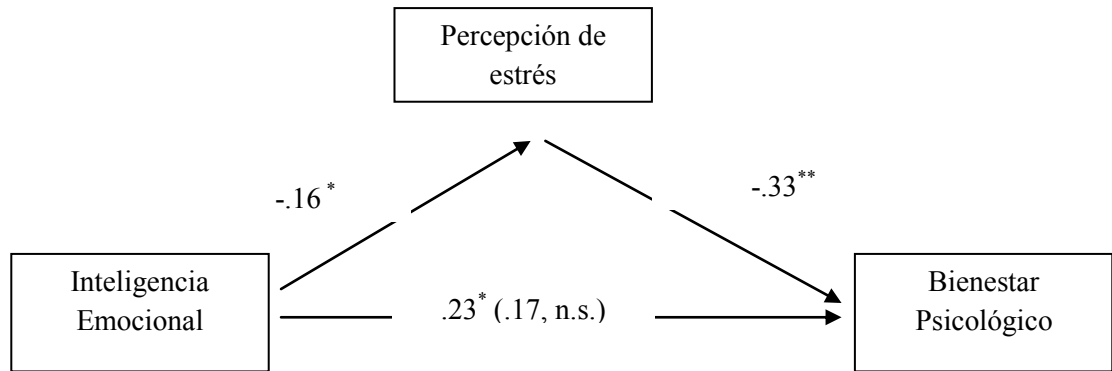 Percepción de
estrés
-.16 *
-.33**
Inteligencia
Emocional
.23* (.17, n.s.)
Bienestar
Psicológico